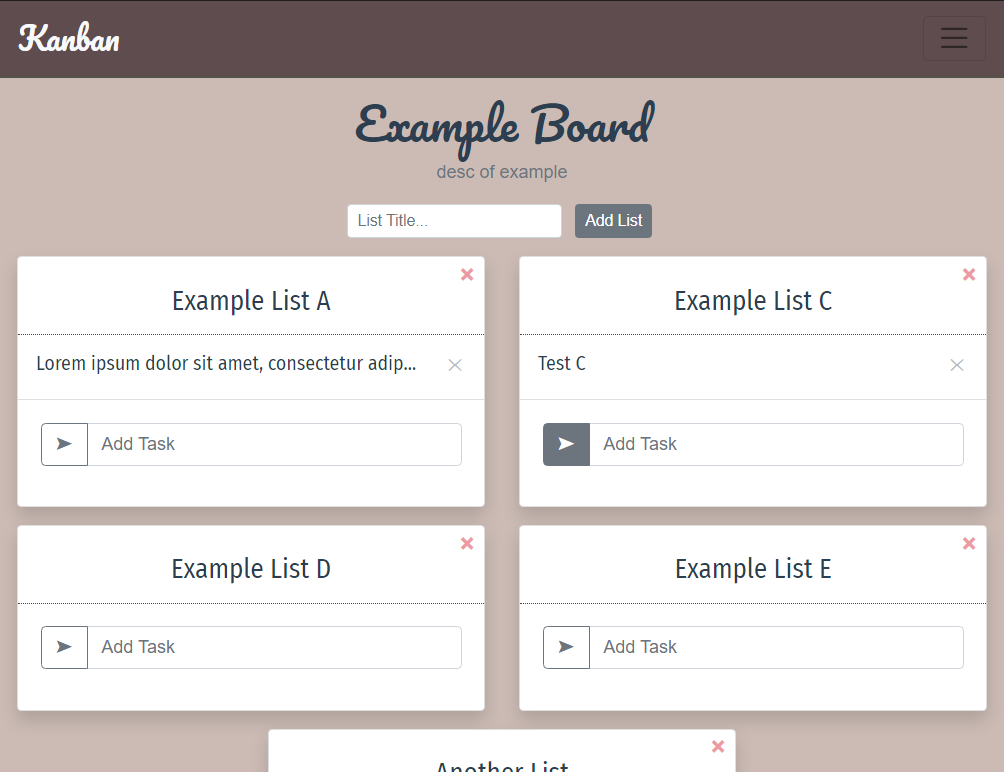 Kanban
Example Board
desc of example
List Title...
Add List
Example List A
Lorem ipsum dolor sit amet, consectetur adip...
Add Task
Example List C
Test C
Add Task
Example List D
Add Task
Example List E
Add Task
Another List